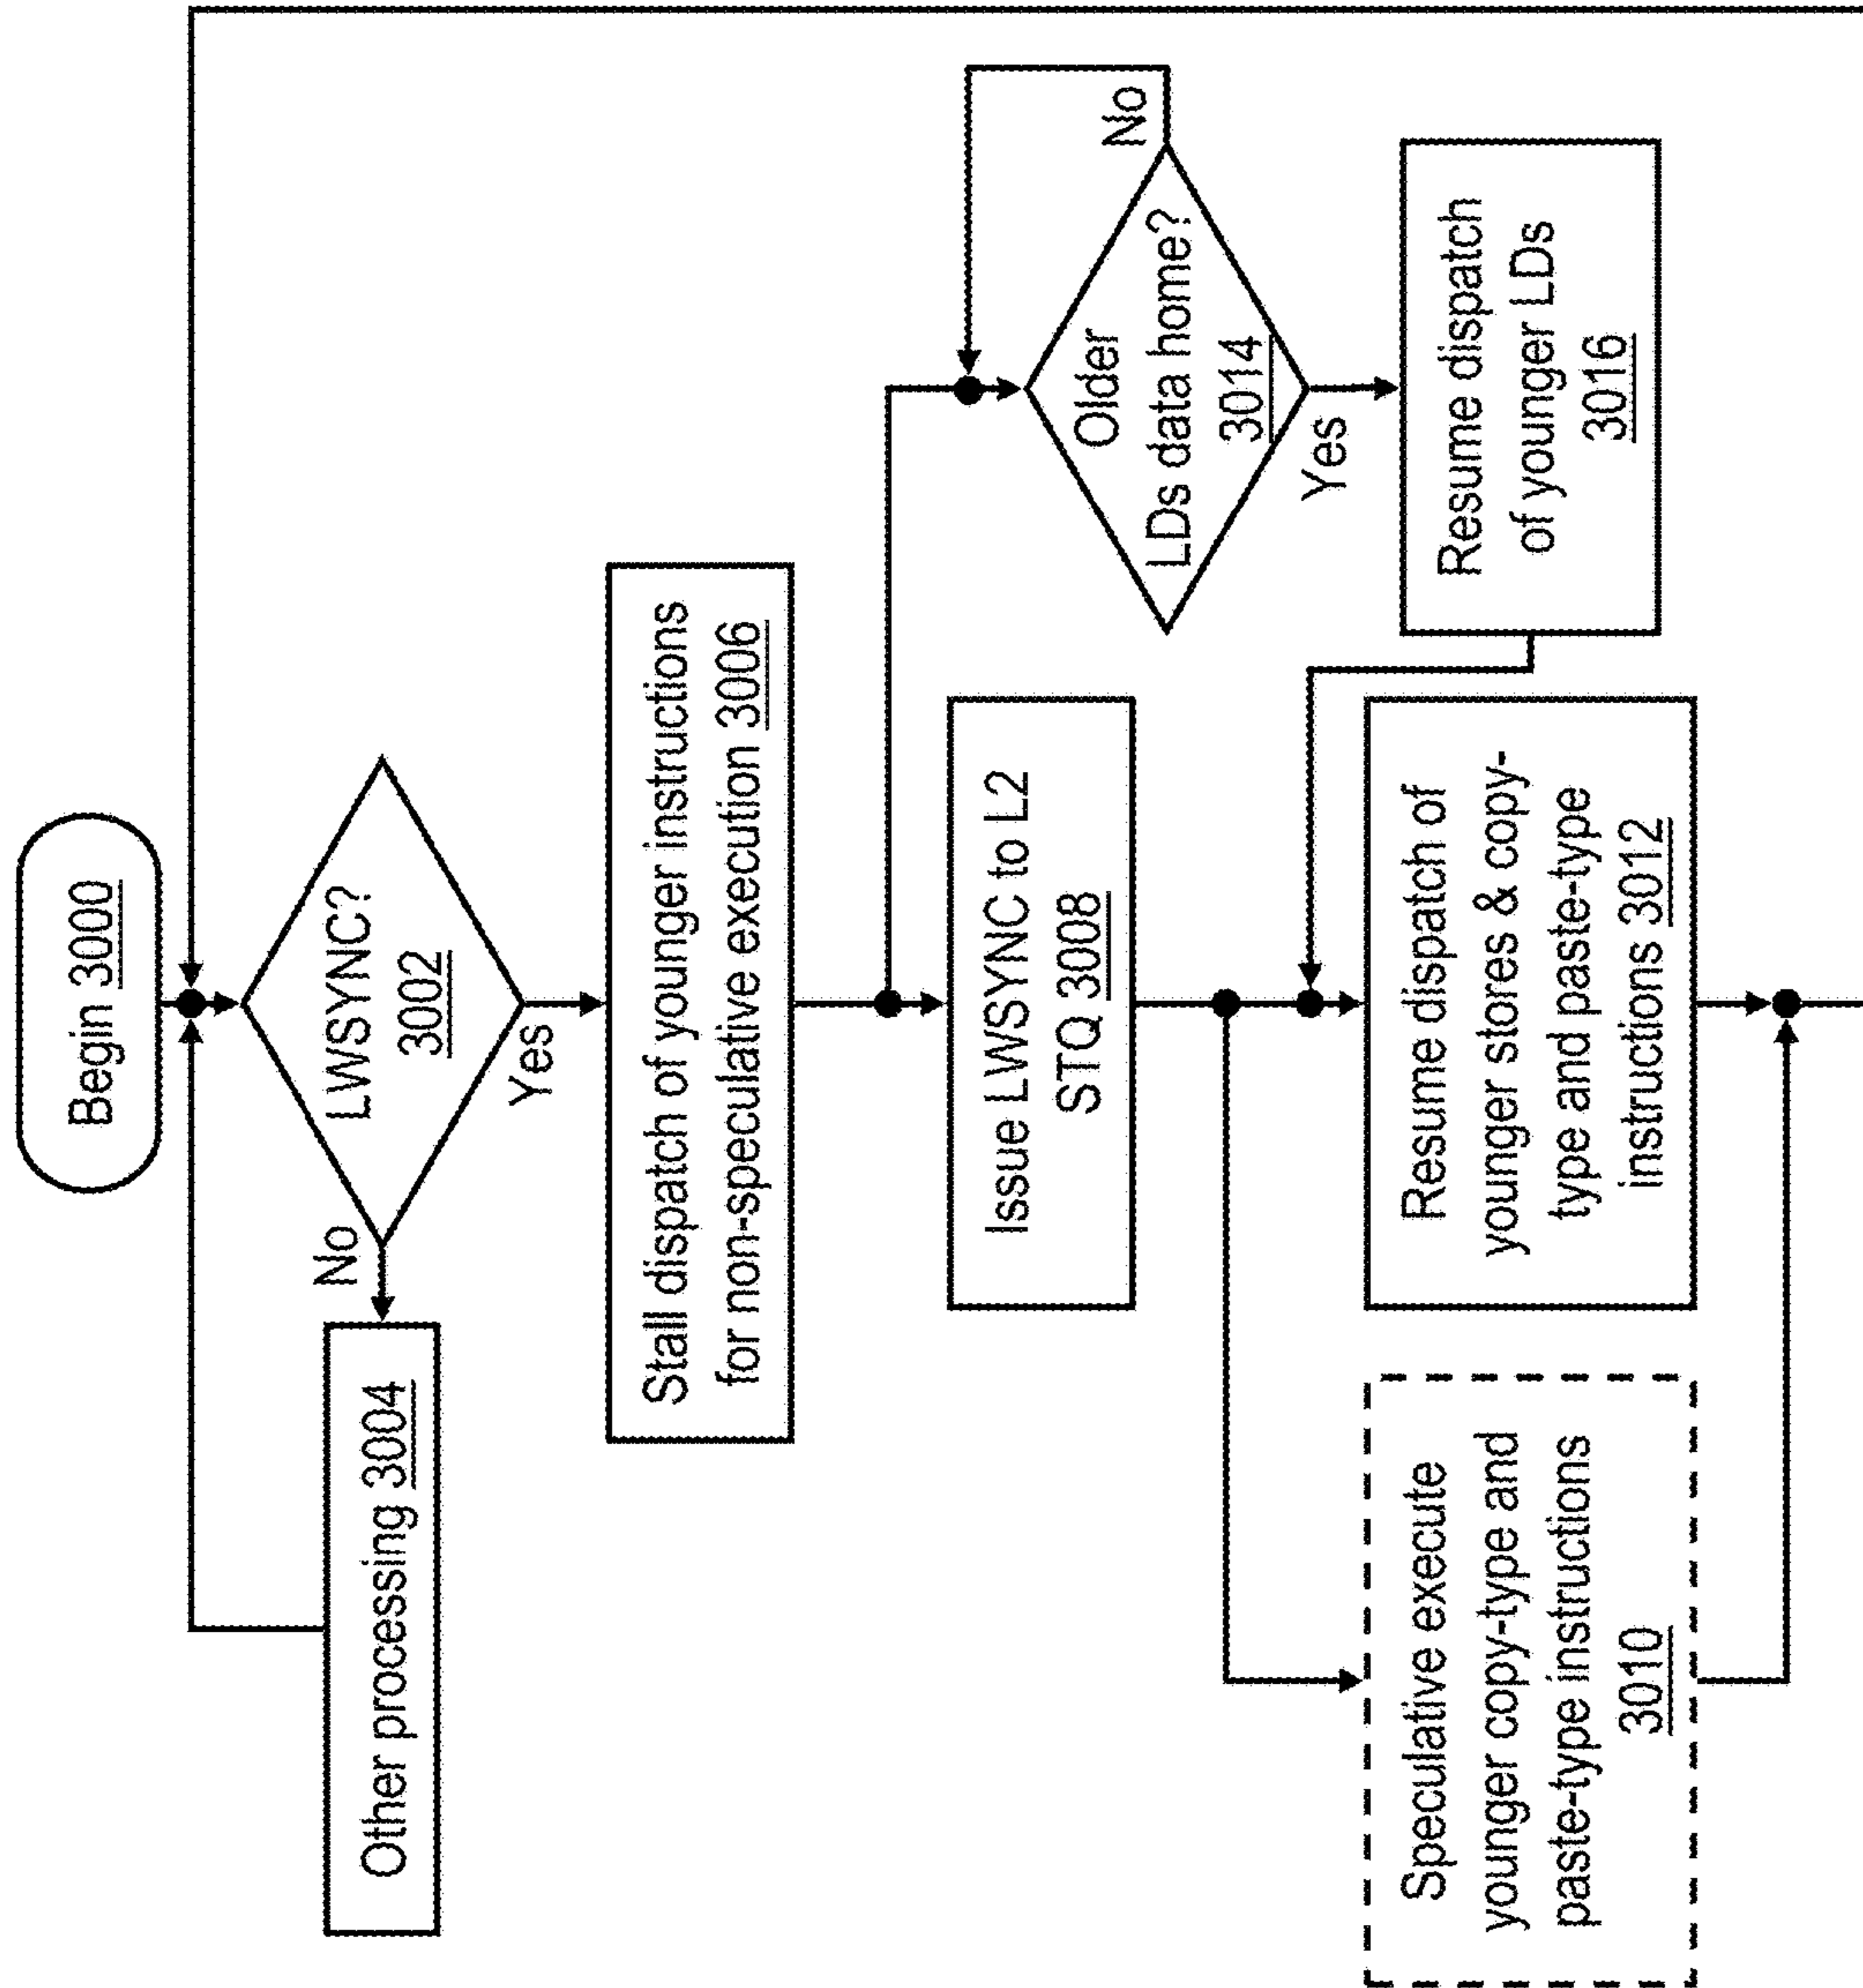 Begin 3000
LWSYNC?
3002
No
Yes
Other processing 3004
Stall dispatch of younger instructions
for non-speculative execution 3006
Issue LWSYNC to L2
STQ 3008
Older
LDs data home?
3014
No
Yes
Resume dispatch
of younger LDs
3016
Speculative execute
younger copy-type and
paste-type instructions
3010
Resume dispatch of
younger stores & copy-
type and paste-type
instructions 3012